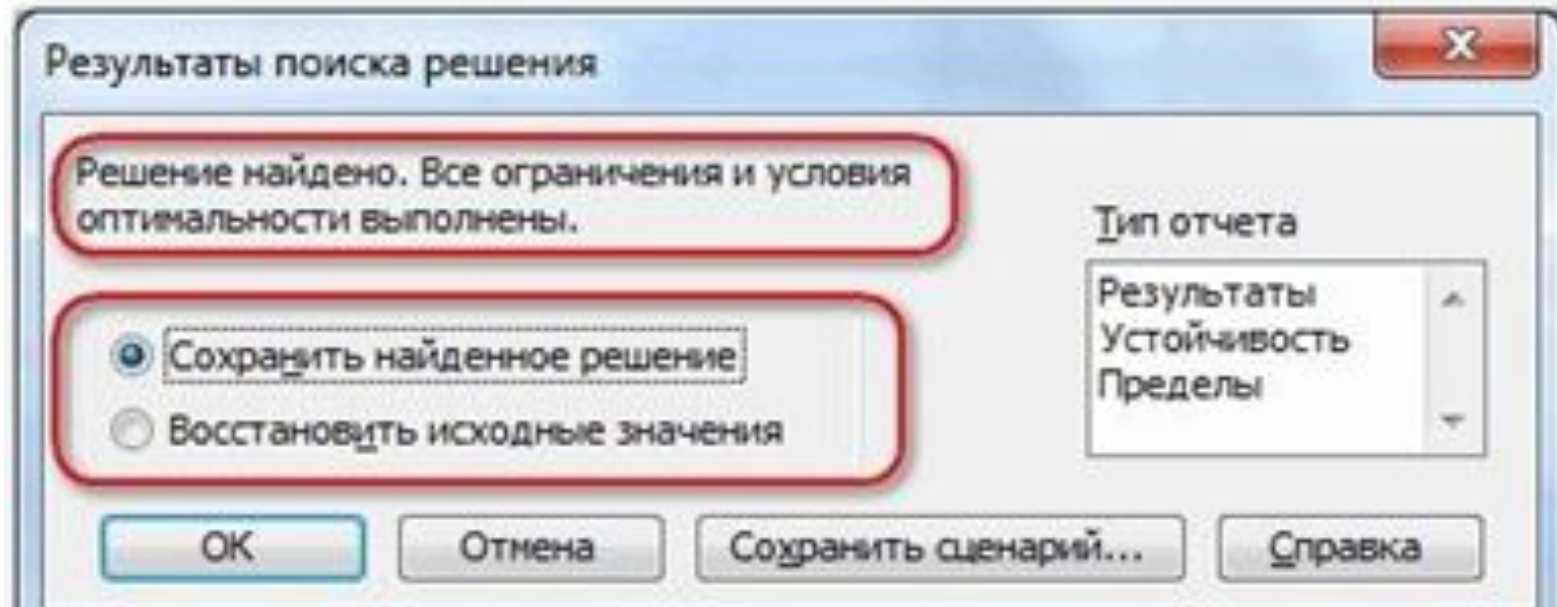 Результаты поиска решения
Решение найдено. Все ограничения и условия
оптимальности выполнены.
Тип отчета
Результаты
Устойчивость
Пределы
Сохранить найденное решение
Восстановить исходные значения
ОК
Отмена
Сохранить сценарий...
Справка